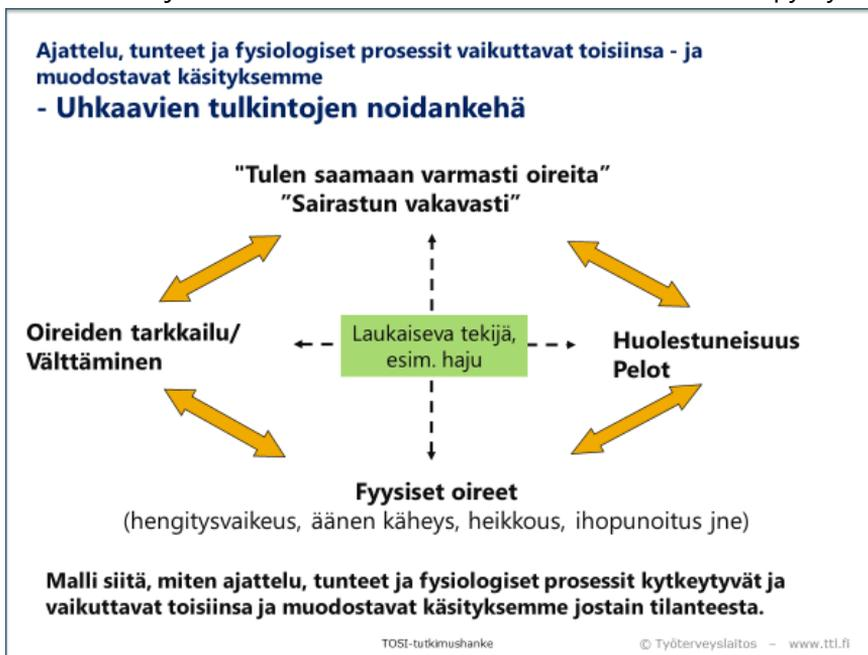 Ajattelu, tunteet ja fysiologiset prosessit vaikuttavat toisiinsa - ja
muodostavat käsityksemme
- Uhkaavien tulkintojen noidankehä
"Tulen saamaan varmasti oireita”
”Sairastun vakavasti”
Oireiden tarkkailu/
Välttäminen
Laukaiseva tekijä,
esim. haju
Huolestuneisuus
Pelot
Fyysiset oireet
(hengitysvaikeus, äänen käheys, heikkous, ihopunoitus jne)
Malli siitä, miten ajattelu, tunteet ja fysiologiset prosessit kytkeytyvät ja
vaikuttavat toisiinsa ja muodostavat käsityksemme jostain tilanteesta.
TOSI-tutkimushanke
© Työterveyslaitos – www.ttl.fi